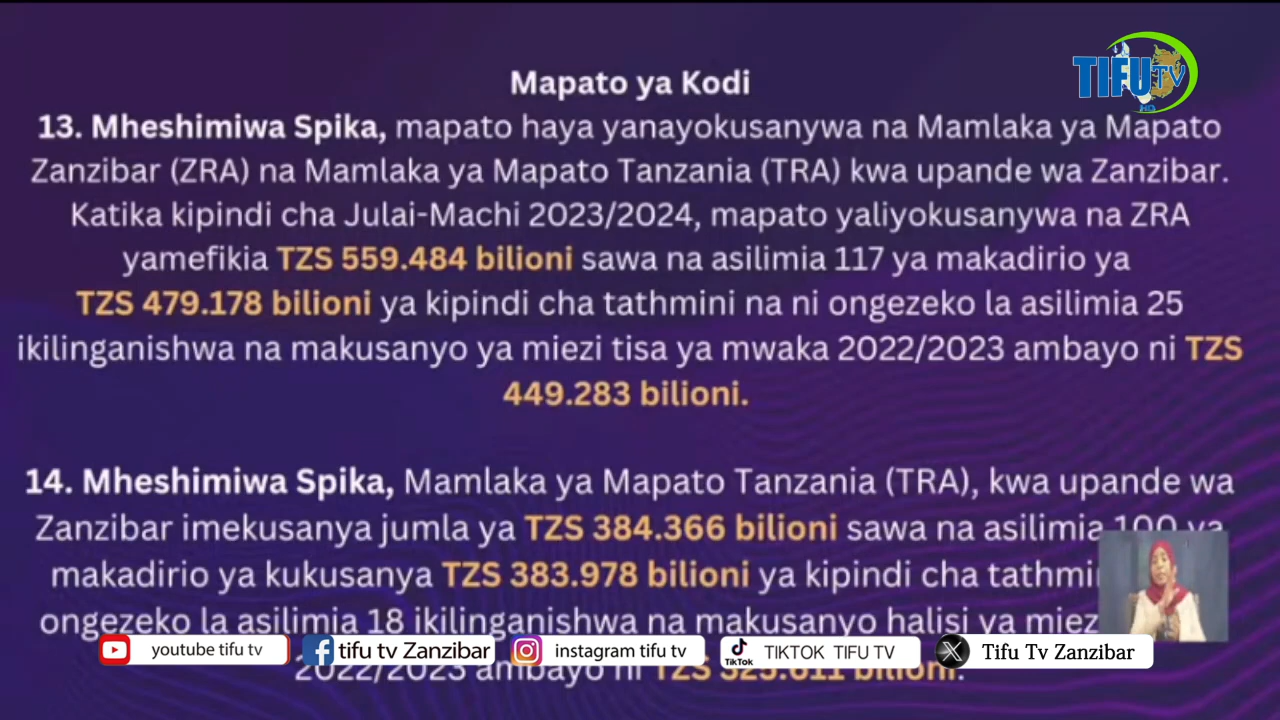 TIFU TV
HD
Mapato ya Kodi
13. Mheshimiwa Spika, mapato haya yanayokusanywa na Mamlaka ya Mapato
Zanzibar (ZRA) na Mamlaka ya Mapato Tanzania (TRA) kwa upande wa Zanzibar.
Katika kipindi cha Julai-Machi 2023/2024, mapato yaliyokusanywa na ZRA
yamefikia TZS 559.484 bilioni sawa na asilimia 117 ya makadirio ya
TZS 479.178 bilioni ya kipindi cha tathmini na ni ongezeko la asilimia 25
ikilinganishwa na makusanyo ya miezi tisa ya mwaka 2022/2023 ambayo ni TZS
449.283 bilioni.
14. Mheshimiwa Spika, Mamlaka ya Mapato Tanzania (TRA), kwa upande wa
Zanzibar imekusanya jumla ya TZS 384.366 bilioni sawa na asilimia 100 ya
makadirio ya kukusanya TZS 383.978 bilioni ya kipindi cha
ongezeko la asilimia 18 ikilinganishwa na makusanyo halisi ya
2022/2023 ambayo ni TZS bilioni.
youtube tifu tv
tifu tv Zanzibar
instagram tifu tv
TikTok
TIKTOK TIFU TV
Tifu Tv Zanzibar